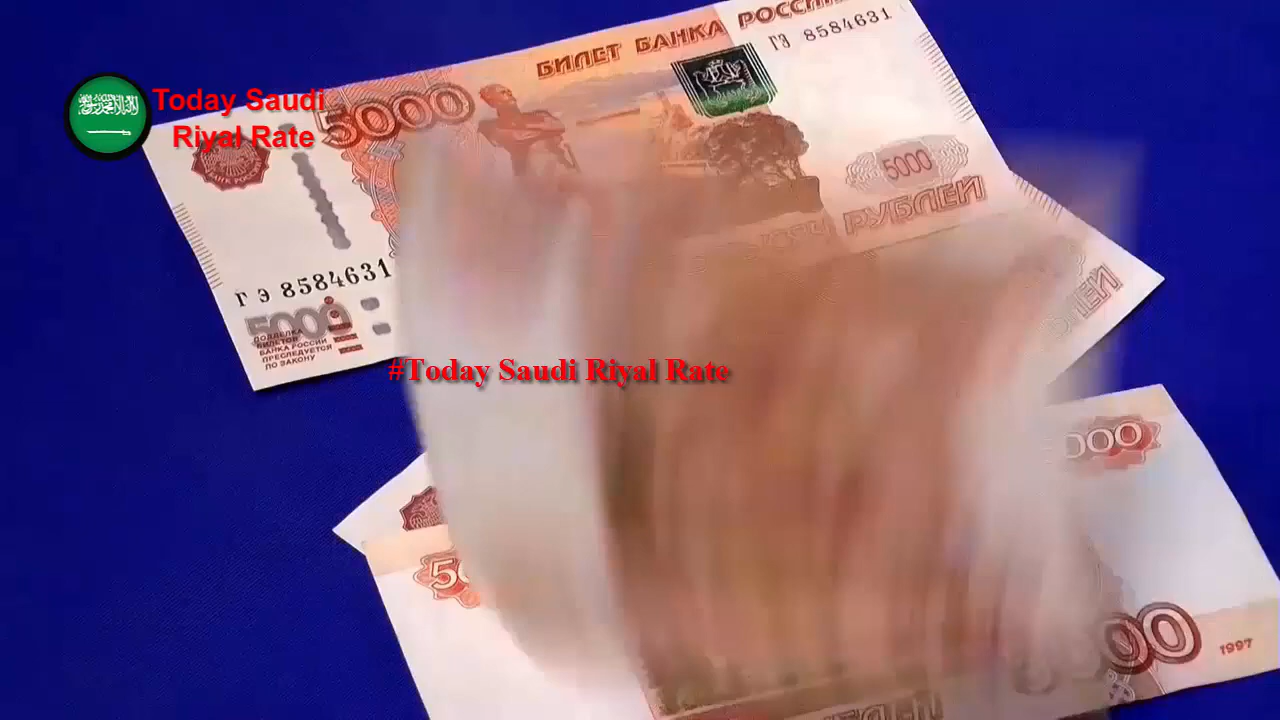 БИЛЕТ БАНКА РОССИИ
ГЭ 8584631
Today Saudi
Riyal Rate
5000
5000
РУБЛЕЙ
ГЭ 8584631
5000
ПОДДЕЛКА
БИЛЕТОВ
БАНКА РОССИИ
ПРЕСЛЕДУЕТСЯ
ПО ЗАКОНУ
#Today Saudi Riyal Rate
1997